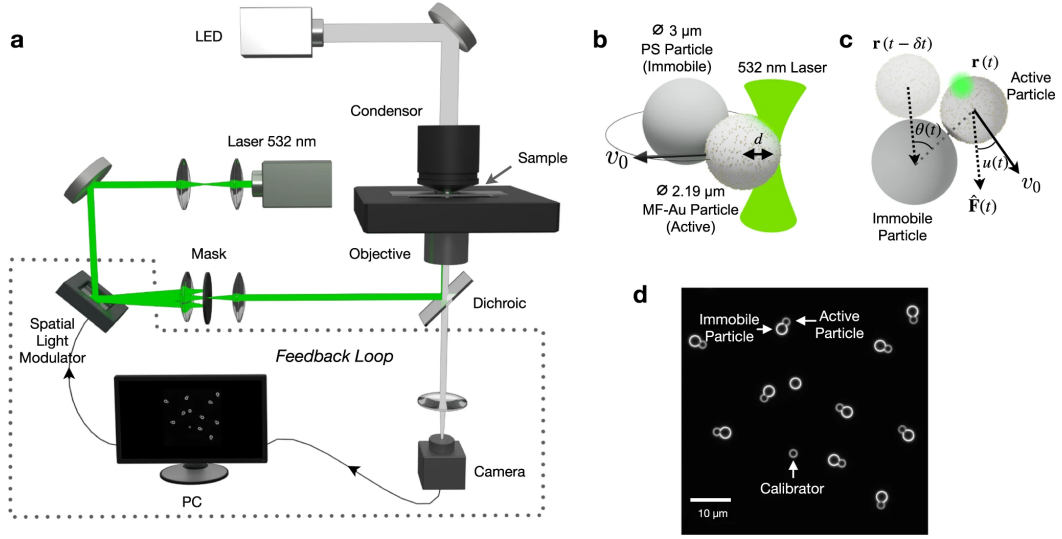 a
LED
Condensor
Laser 532 nm
Sample
Mask
Objective
Dichroic
Spatial
Light
Modulator
Feedback Loop
PC
Camera
b
Ø 3 µm
PS Particle
(Immobile)
532 nm Laser
d
v₀
Ø 2.19 µm
MF-Au Particle
(Active)
c
r (t − δt)
r (t)
Active
Particle
θ(t)
u(t)
v₀
F̂(t)
Immobile
Particle
d
Immobile
Particle
Active
Particle
Calibrator
10 µm